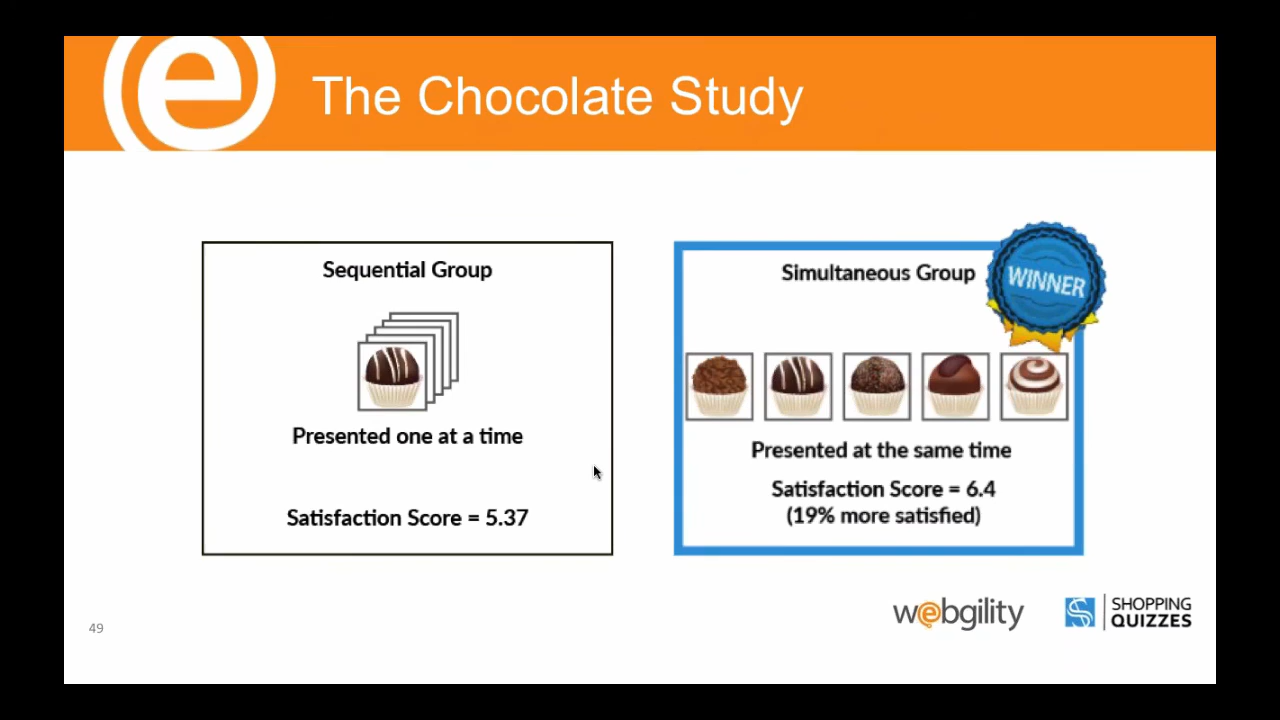 The Chocolate Study
Sequential Group
Presented one at a time
Satisfaction Score = 5.37
Simultaneous Group
WINNER
Presented at the same time
Satisfaction Score = 6.4
(19% more satisfied)
49
webgility
SHOPPING
QUIZZES